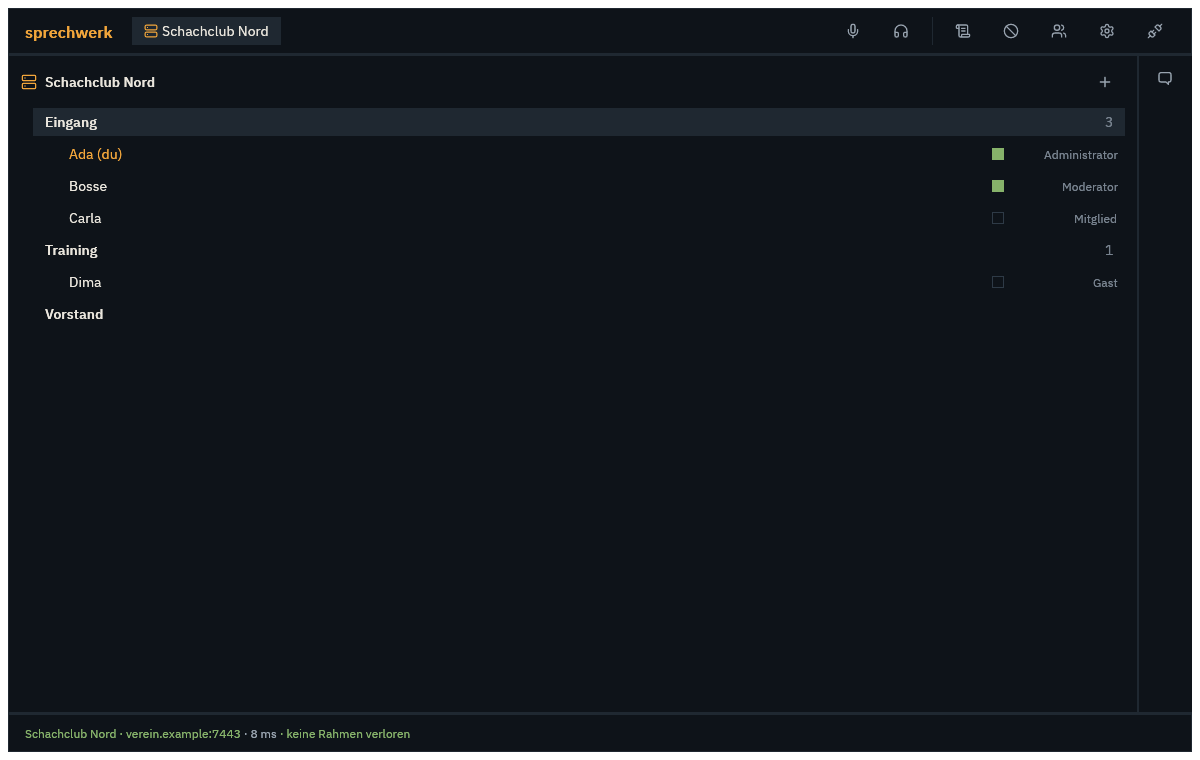 sprechwerk Schachclub Nord
Schachclub Nord
Eingang 3
Ada (du) Administrator
Bosse Moderator
Carla Mitglied
Training 1
Dima Gast
Vorstand
Schachclub Nord · verein.example:7443 · 8 ms · keine Rahmen verloren